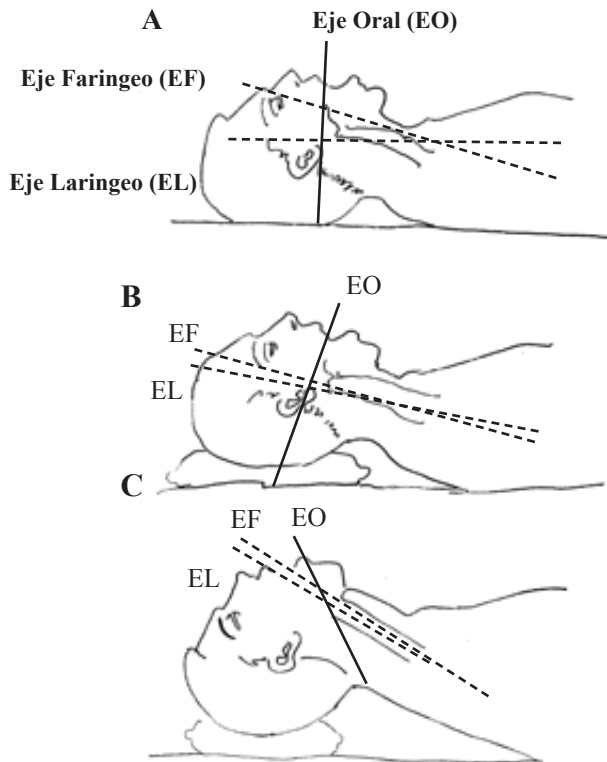 A
Eje Oral (EO)
Eje Faringeo (EF)
Eje Laringeo (EL)
B
EO
EF
EL
C
EF
EO
EL